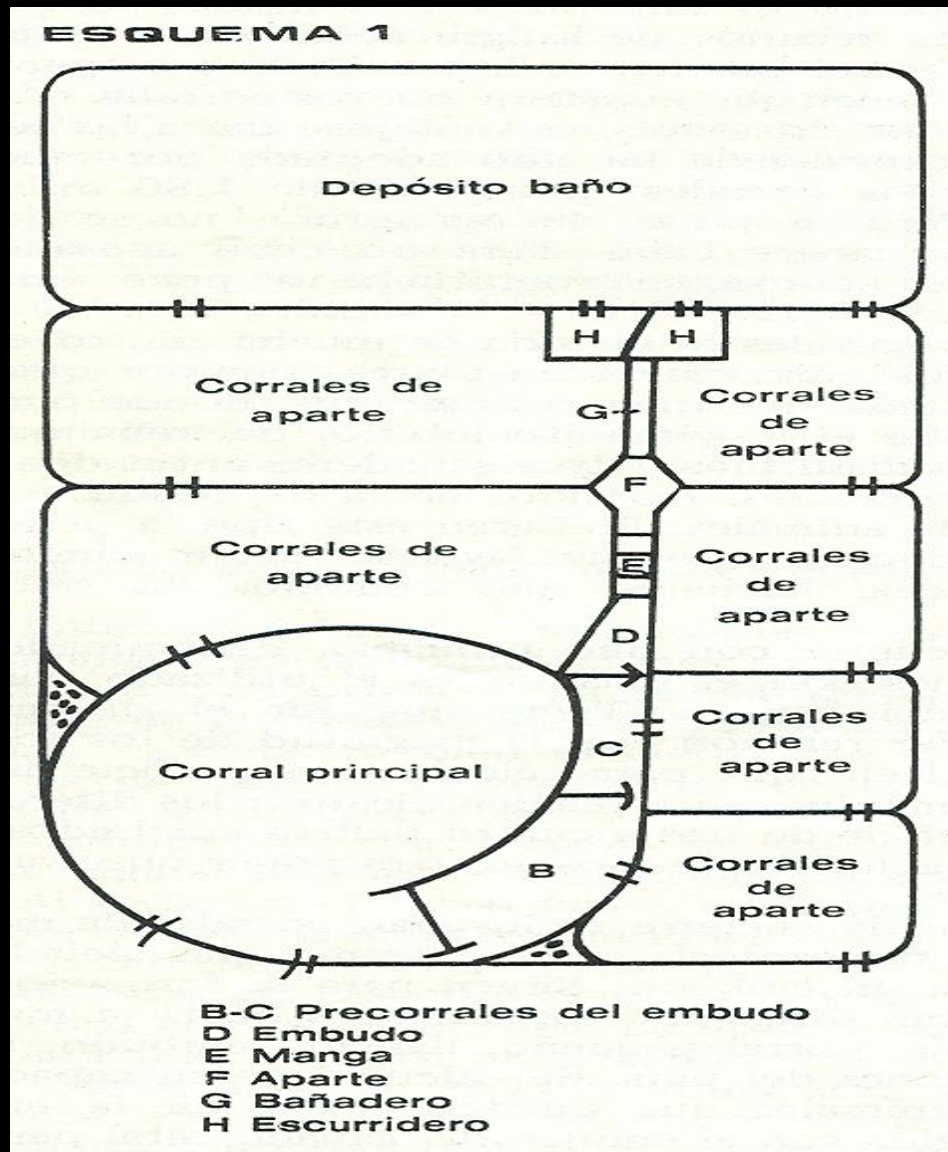 ESQUEMA 1
Depósito baño
H H
Corrales de
aparte
G
Corrales
de
aparte
F
Corrales de
aparte
E
Corrales
de
aparte
D
Corral principal
C
Corrales
de
aparte
B
Corrales
de
aparte
B-C Precorrales del embudo
D Embudo
E Manga
F Aparte
G Bañadero
H Escurridero